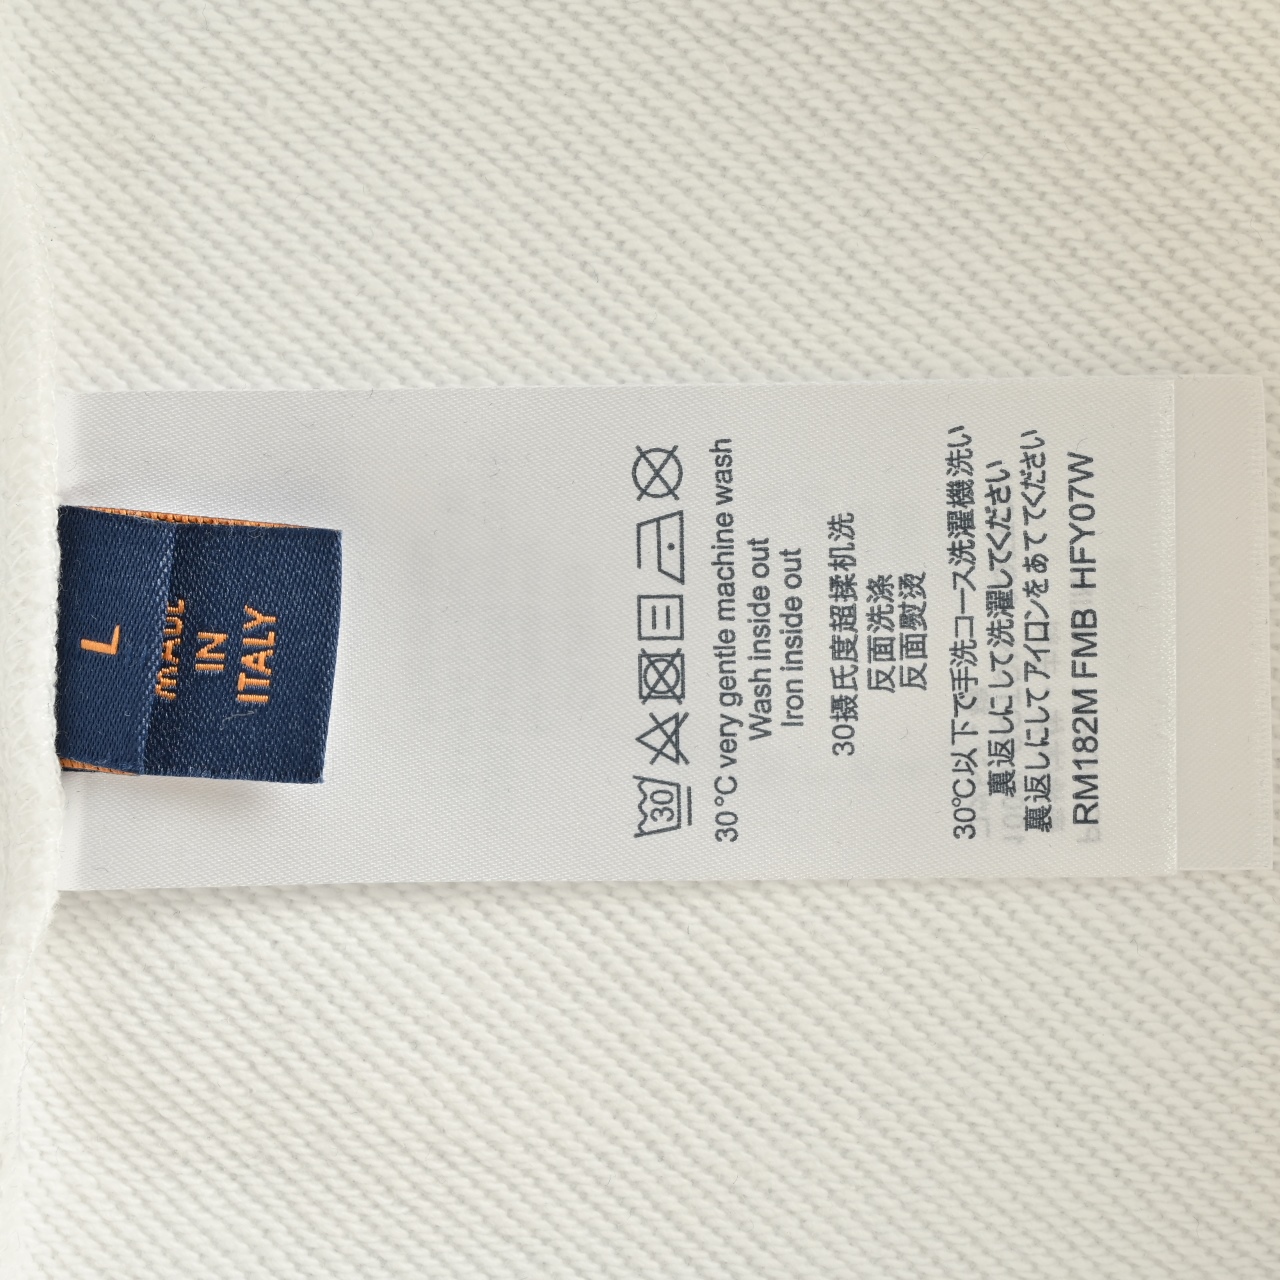 L
MADE
IN
ITALY
30
30°C very gentle machine wash
Wash inside out
Iron inside out
30摄氏度超揉机洗
反面洗涤
反面熨烫
30℃以下で手洗コース洗濯機洗い
裏返しにして洗濯してください
裏返しにしてアイロンをあててください
RM182M FMB HFY07W